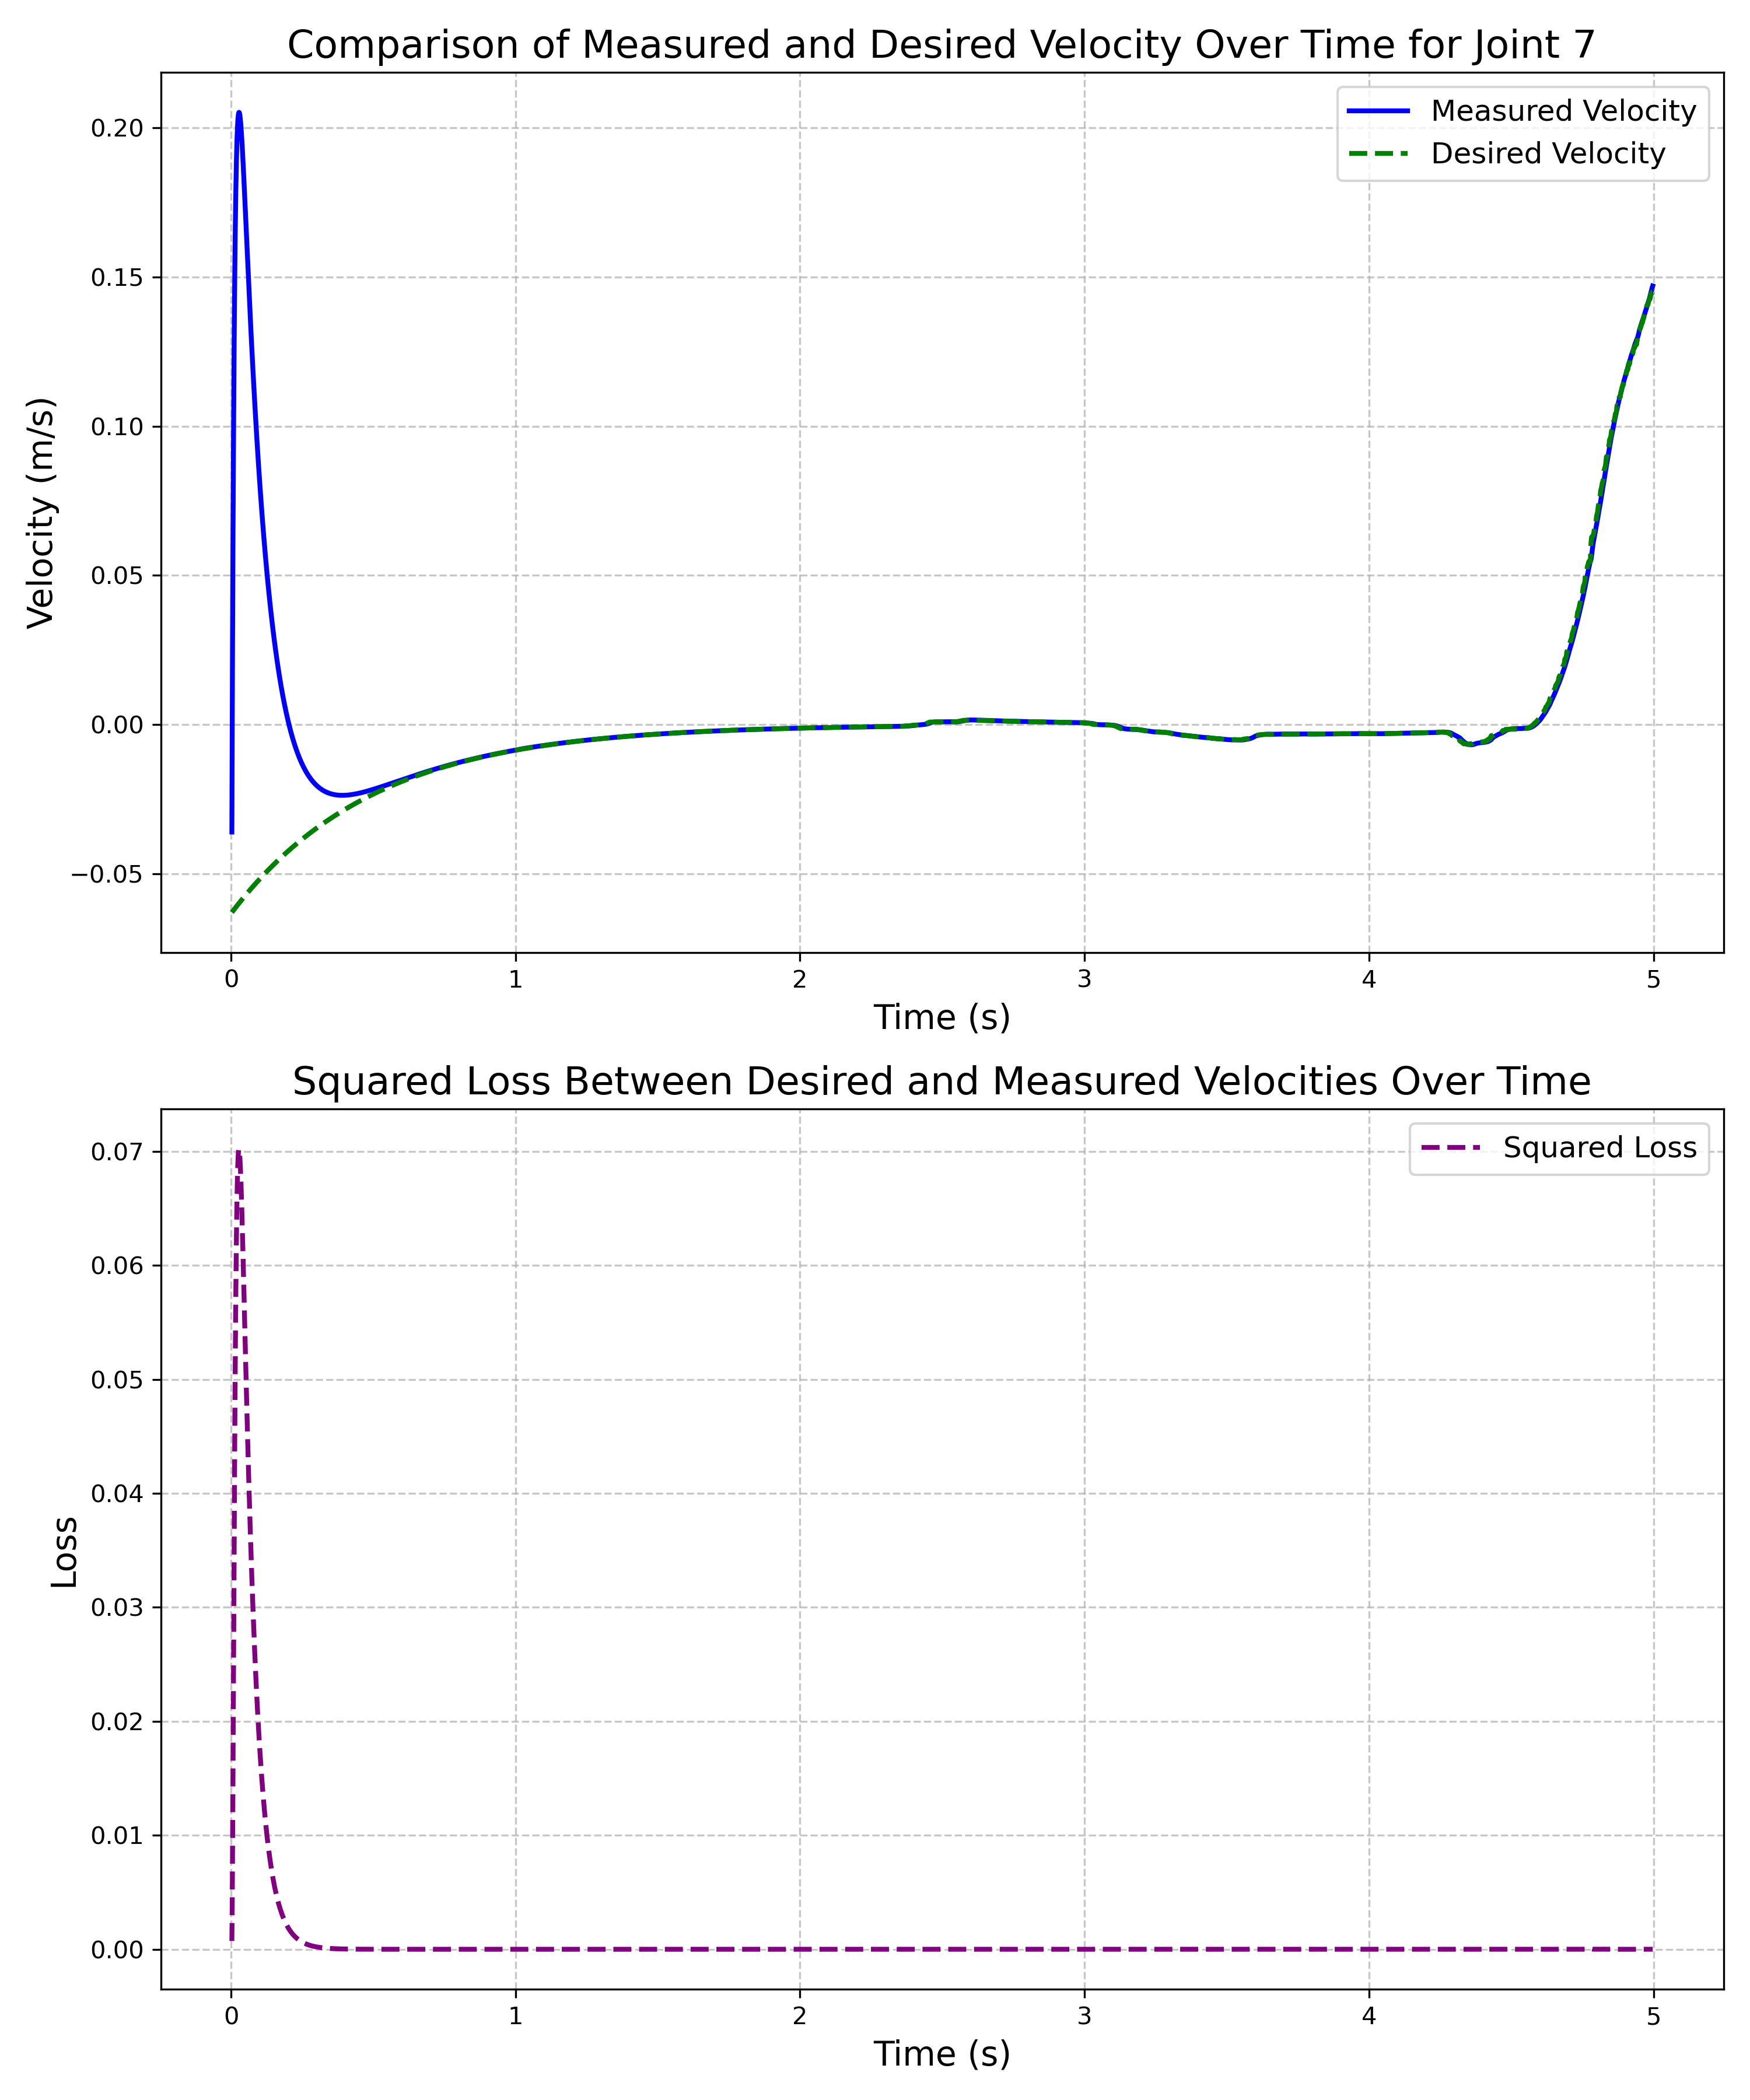 Comparison of Measured and Desired Velocity Over Time for Joint 7
Measured Velocity
Desired Velocity
Velocity (m/s)
0.20
0.15
0.10
0.05
0.00
−0.05
0 1 2 3 4 5
Time (s)
Squared Loss Between Desired and Measured Velocities Over Time
Squared Loss
Loss
0.07
0.06
0.05
0.04
0.03
0.02
0.01
0.00
0 1 2 3 4 5
Time (s)